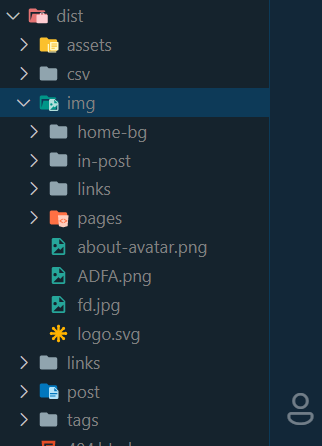 dist
assets
csv
img
home-bg
in-post
links
pages
about-avatar.png
ADFA.png
fd.jpg
logo.svg
links
post
tags